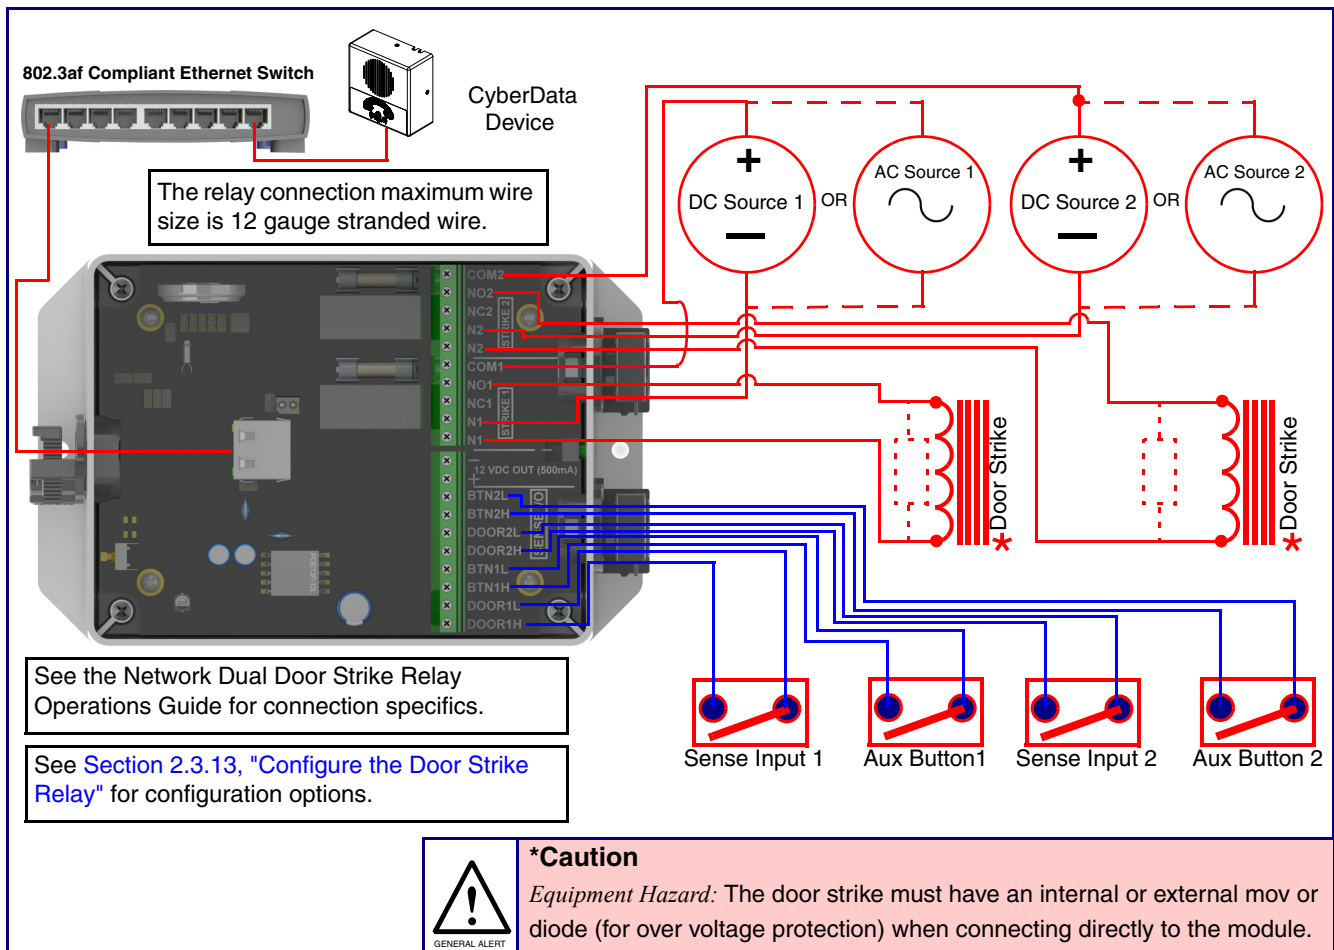 802.3af Compliant Ethernet Switch
CyberData
Device
The relay connection maximum wire
size is 12 gauge stranded wire.
+
DC Source 1
—
OR
AC Source 1
+
DC Source 2
—
OR
AC Source 2
COM2
NO2
NC2
N2
N2
STRIKE 2
COM1
NO1
NC1
N1
N1
STRIKE 1
–
+
12 VDC OUT (500mA)
BTN2L
BTN2H
DOOR2L
DOOR2H
BTN1L
BTN1H
DOOR1L
DOOR1H
POE13P-12L
*Door Strike
*Door Strike
Sense Input 1
Aux Button1
Sense Input 2
Aux Button 2
See the Network Dual Door Strike Relay
Operations Guide for connection specifics.
See Section 2.3.13, "Configure the Door Strike
Relay" for configuration options.
GENERAL ALERT
*Caution
Equipment Hazard: The door strike must have an internal or external mov or
diode (for over voltage protection) when connecting directly to the module.